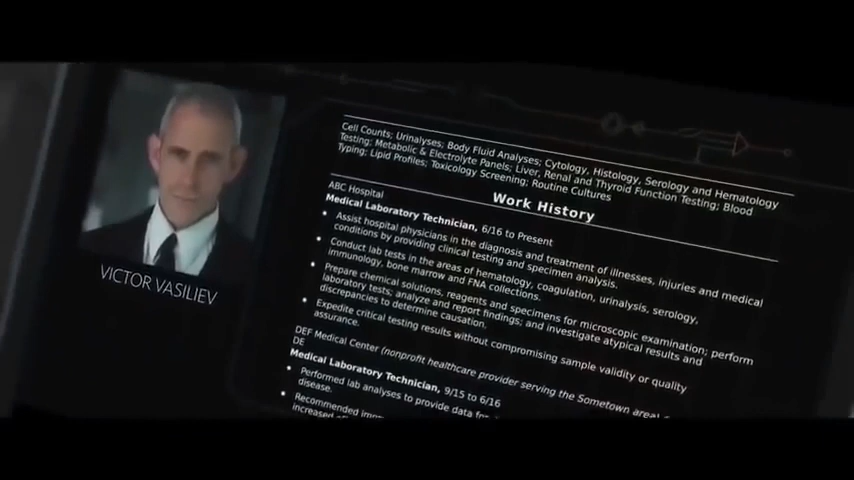 VICTOR VASILIEV
Cell Counts; Urinalyses; Body Fluid Analyses; Cytology, Histology, Serology and Hematology
Testing; Metabolic & Electrolyte Panels; Liver, Renal and Thyroid Function Testing; Blood
Typing; Lipid Profiles; Toxicology Screening; Routine Cultures
Work History
ABC Hospital
Medical Laboratory Technician, 6/16 to Present
• Assist hospital physicians in the diagnosis and treatment of illnesses, injuries and medical
conditions by providing clinical testing and specimen analysis.
• Conduct lab tests in the areas of hematology, coagulation, urinalysis, serology,
immunology, bone marrow and FNA collections.
• Prepare chemical solutions, reagents and specimens for microscopic examination; perform
laboratory tests; analyze and report findings; and investigate atypical results and
discrepancies to determine causation.
• Expedite critical testing results without compromising sample validity or quality
assurance.
DEF Medical Center (nonprofit healthcare provider serving the Sometown area)
DE
Medical Laboratory Technician, 9/15 to 6/16
• Performed lab analyses to provide data for
disease.
• Recommended
increased